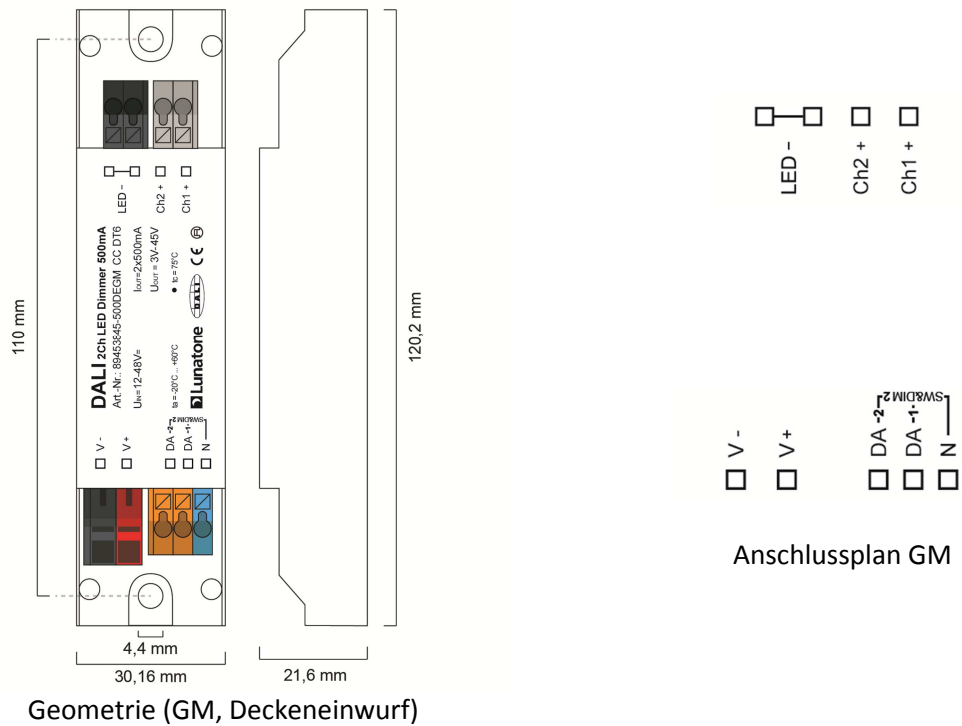 LED -
Ch2 +
Ch1 +
DALI 2Ch LED Dimmer 500mA
Art.-Nr.: 89453845-500DEGM CC DT6
UIN=12-48V= IOUT=2x500mA
UOUT = 3V-45V
ta = -20°C ... +60°C ● tc = 75°C
Lunatone DALI CE
V -
V +
DA -2-
DA -1-
N
SW&DIM 2
110 mm
120,2 mm
4,4 mm
30,16 mm
21,6 mm
Geometrie (GM, Deckeneinwurf)
LED -
Ch2 +
Ch1 +
V -
V +
DA -2-
DA -1-
N
SW&DIM 2
Anschlussplan GM